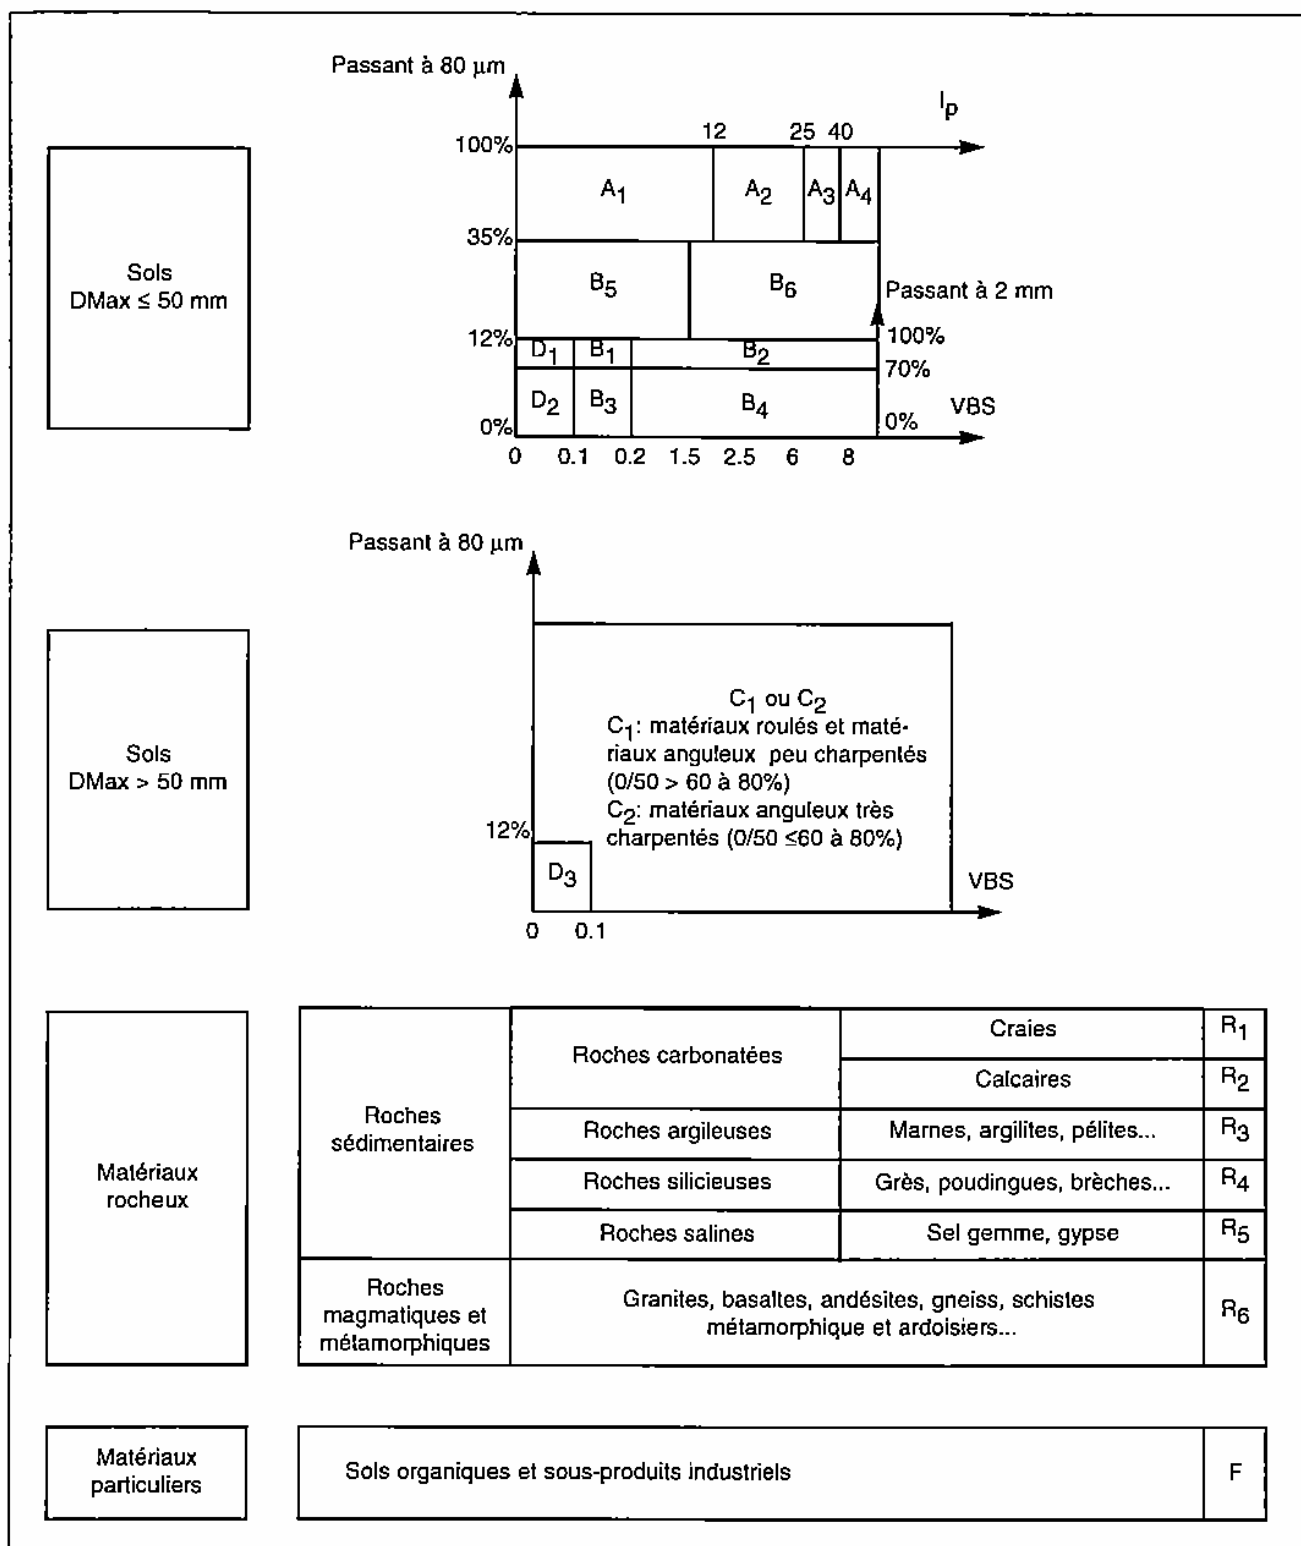 Passant à 80 µm
Ip
12 25 40
100%
A1 A2 A3 A4
35%
Sols
DMax ≤ 50 mm
B5 B6
Passant à 2 mm
12%
100%
D1 B1 B2
70%
D2 B3 B4
VBS
0%
0%
0 0.1 0.2 1.5 2.5 6 8
Passant à 80 µm
Sols
DMax > 50 mm
C1 ou C2
C1: matériaux roulés et maté-
riaux anguleux peu charpentés
(0/50 > 60 à 80%)
C2: matériaux anguleux très
charpentés (0/50 ≤60 à 80%)
12%
D3
VBS
0 0.1
Matériaux
rocheux
Roches
sédimentaires
Roches carbonatées
Craies R1
Calcaires R2
Roches argileuses Marnes, argilites, pélites... R3
Roches silicieuses Grès, poudingues, brèches... R4
Roches salines Sel gemme, gypse R5
Roches
magmatiques et
métamorphiques
Granites, basaltes, andésites, gneiss, schistes
métamorphique et ardoisiers...
R6
Matériaux
particuliers
Sols organiques et sous-produits industriels F